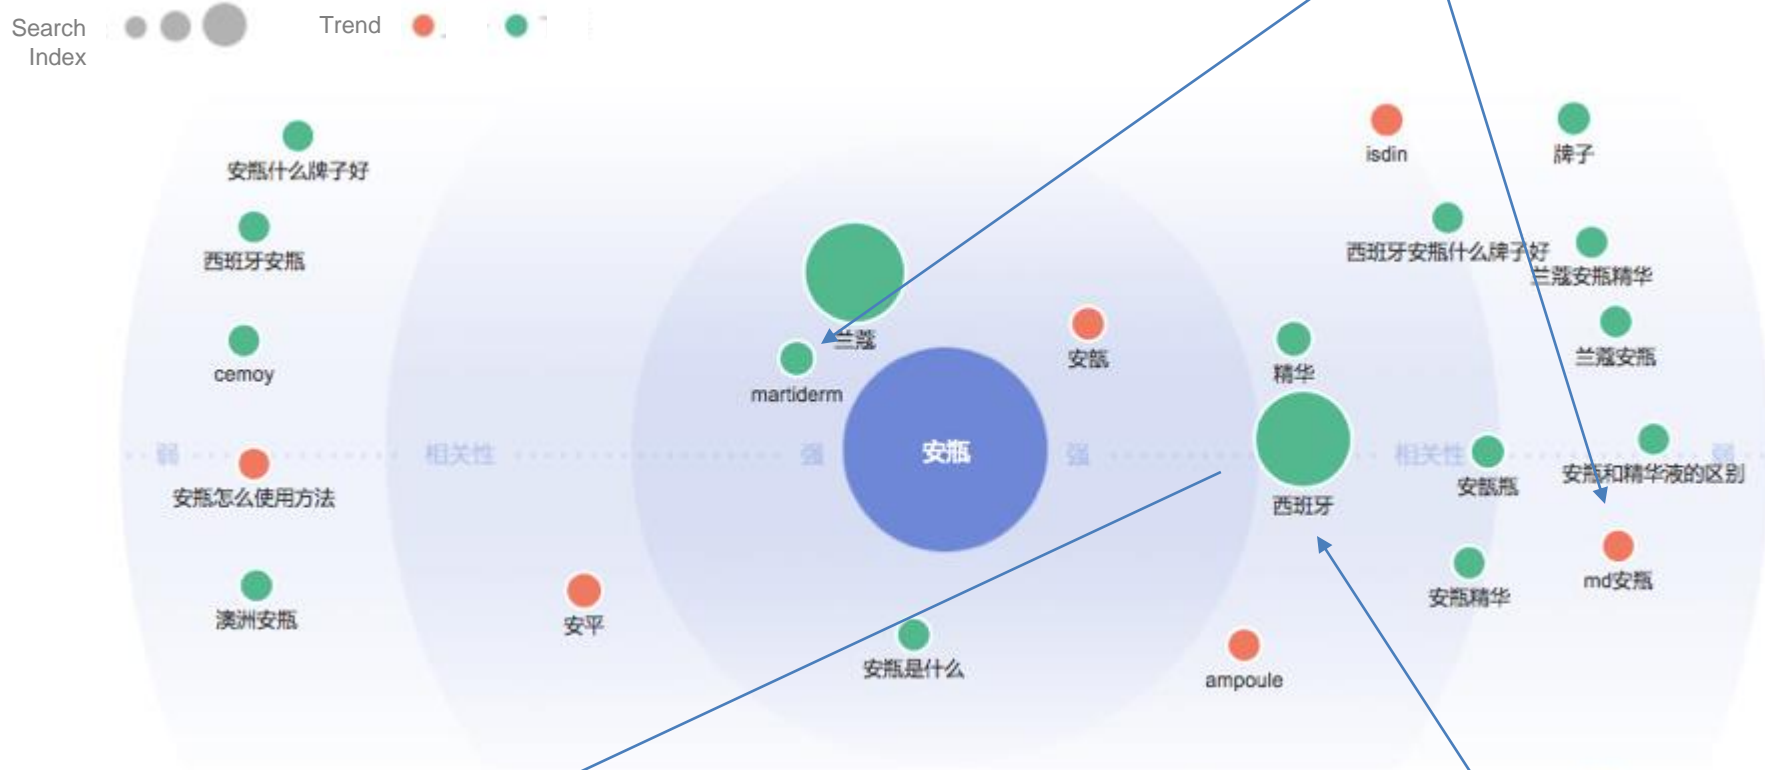 Search
Index
Trend
安瓶什么牌子好
西班牙安瓶
cemoy
安瓶怎么使用方法
澳洲安瓶
安平
兰蔻
martiderm
安瓿
安瓶
安瓶是什么
弱
相关性
强
强
相关性
弱
isdin
牌子
西班牙安瓶什么牌子好
兰蔻安瓶精华
精华
兰蔻安瓶
西班牙
安瓿瓶
安瓶和精华液的区别
安瓶精华
md安瓶
ampoule